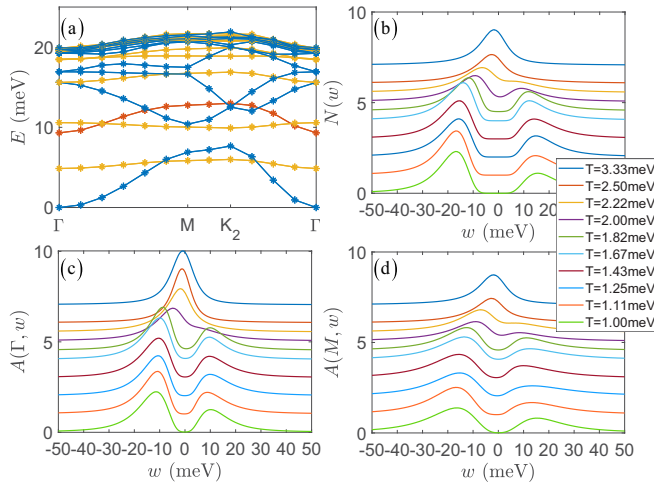 (a)
20
10
0
E (meV)
Γ M K2 Γ
(b)
N(w)
10
5
0
-50-40-30-20-10 0 10 20
w (meV)
T=3.33meV
T=2.50meV
T=2.22meV
T=2.00meV
T=1.82meV
T=1.67meV
T=1.43meV
T=1.25meV
T=1.11meV
T=1.00meV
(c)
A(Γ, w)
10
5
0
-50-40-30-20-10 0 10 20 30 40 50
w (meV)
(d)
A(M, w)
10
5
0
-50-40-30-20-10 0 10 20 30 40 50
w (meV)